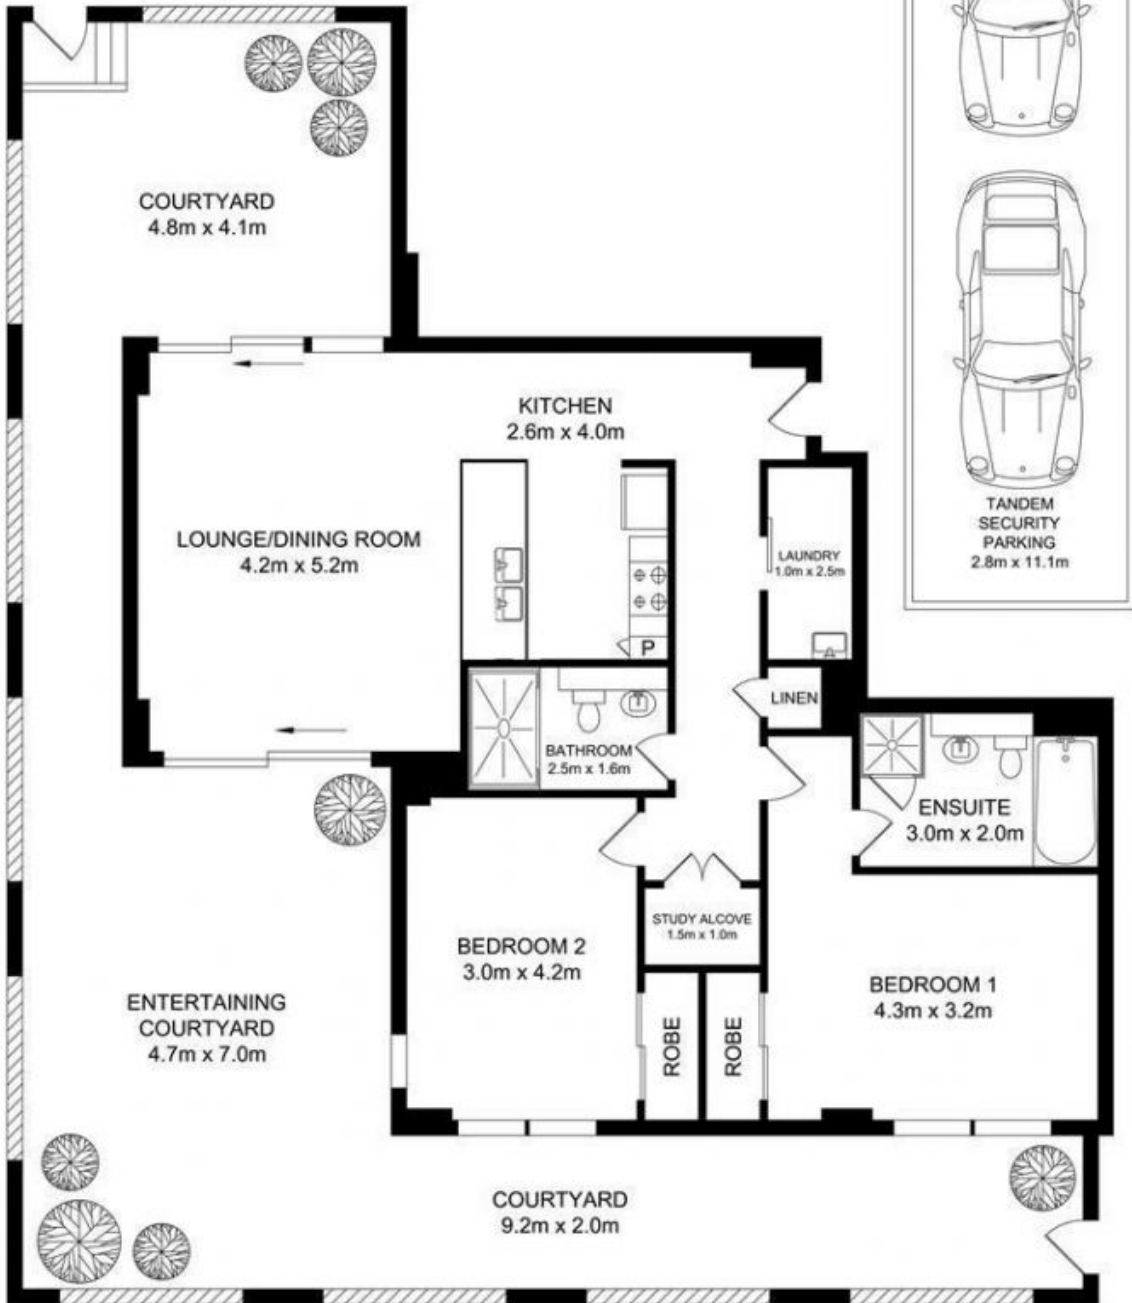 COURTYARD
4.8m x 4.1m
KITCHEN
2.6m x 4.0m
LOUNGE/DINING ROOM
4.2m x 5.2m
TANDEM
SECURITY
PARKING
2.8m x 11.1m
LAUNDRY
1.0m x 2.5m
P
LINEN
BATHROOM
2.5m x 1.6m
ENSUITE
3.0m x 2.0m
STUDY ALCOVE
1.5m x 1.0m
BEDROOM 2
3.0m x 4.2m
BEDROOM 1
4.3m x 3.2m
ENTERTAINING
COURTYARD
4.7m x 7.0m
ROBE
ROBE
COURTYARD
9.2m x 2.0m